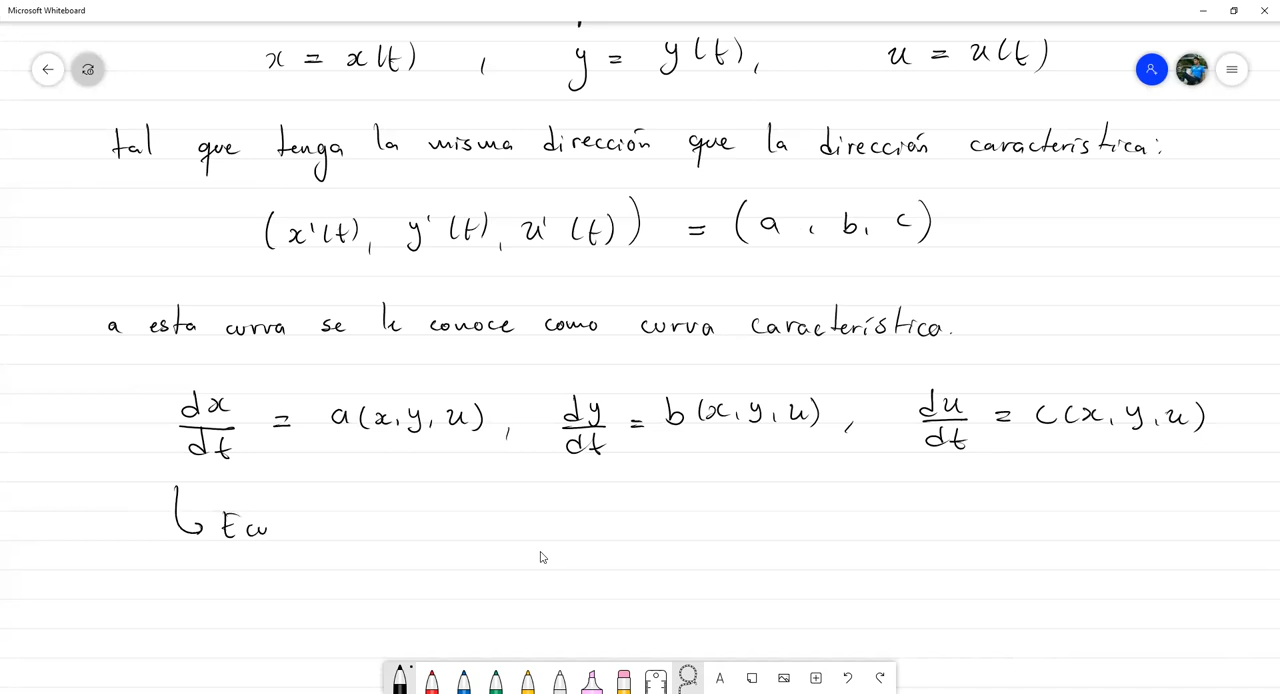 Microsoft Whiteboard
x = x(t) , y = y(t), u = u(t)
tal que tenga la misma dirección que la dirección característica:
(x'(t), y'(t), u'(t)) = (a, b, c)
a esta curva se le conoce como curva característica.
dx/dt = a(x,y,u), dy/dt = b(x,y,u), du/dt = c(x,y,u)
↳ Ecu
A